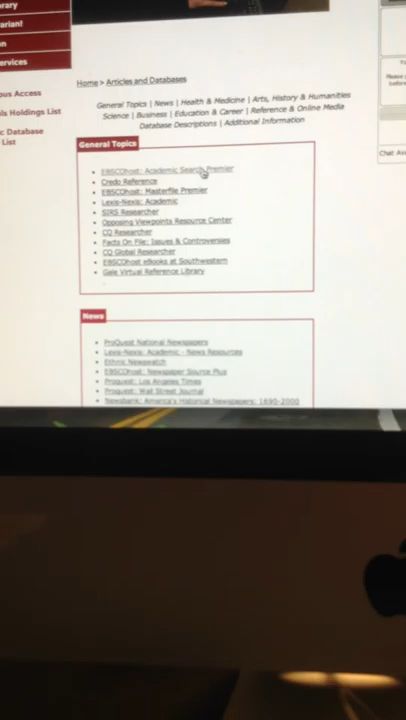 rary
arian!
n
ervices
Home > Articles and Databases
ous Access
ls Holdings List
c Database
List
General Topics | News | Health & Medicine | Arts, History & Humanities
Science | Business | Education & Career | Reference & Online Media
Database Descriptions | Additional Information
General Topics
EBSCOhost: Academic Search Premier
Credo Reference
EBSCOhost: Masterfile Premier
Lexis-Nexis: Academic
SIRS Researcher
Opposing Viewpoints Resource Center
CQ Researcher
Facts On File: Issues & Controversies
CQ Global Researcher
EBSCOhost eBooks at Southwestern
Gale Virtual Reference Library
News
ProQuest National Newspapers
Lexis-Nexis: Academic - News Resources
Ethnic Newswatch
EBSCOhost: Newspaper Source Plus
Proquest: Los Angeles Times
Proquest: Wall Street Journal
Newsbank: America's Historical Newspapers: 1690-2000
Please
before
Chat Av